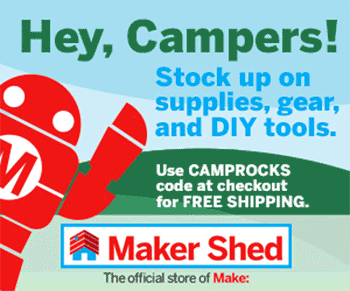 Hey, Campers!
Stock up on
supplies, gear,
and DIY tools.
Use CAMPROCKS
code at checkout
for FREE SHIPPING.
M
Maker Shed
The official store of Make: